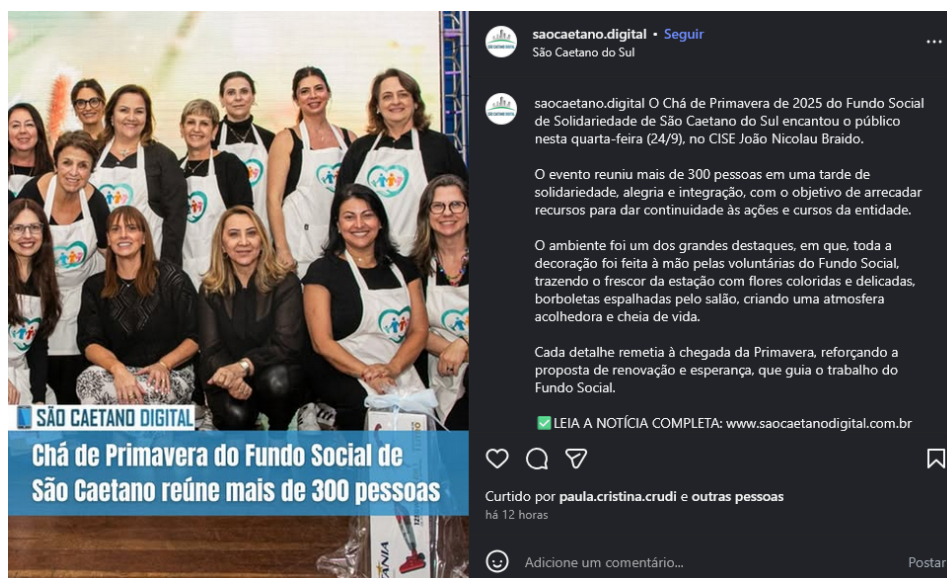 SÃO CAETANO DIGITAL
Chá de Primavera do Fundo Social de
São Caetano reúne mais de 300 pessoas
saocaetano.digital • Seguir
São Caetano do Sul
saocaetano.digital O Chá de Primavera de 2025 do Fundo Social
de Solidariedade de São Caetano do Sul encantou o público
nesta quarta-feira (24/9), no CISE João Nicolau Braido.
O evento reuniu mais de 300 pessoas em uma tarde de
solidariedade, alegria e integração, com o objetivo de arrecadar
recursos para dar continuidade às ações e cursos da entidade.
O ambiente foi um dos grandes destaques, em que, toda a
decoração foi feita à mão pelas voluntárias do Fundo Social,
trazendo o frescor da estação com flores coloridas e delicadas,
borboletas espalhadas pelo salão, criando uma atmosfera
acolhedora e cheia de vida.
Cada detalhe remetia à chegada da Primavera, reforçando a
proposta de renovação e esperança, que guia o trabalho do
Fundo Social.
✅LEIA A NOTÍCIA COMPLETA: www.saocaetanodigital.com.br
Curtido por paula.cristina.crudi e outras pessoas
há 12 horas
Adicione um comentário...
Postar